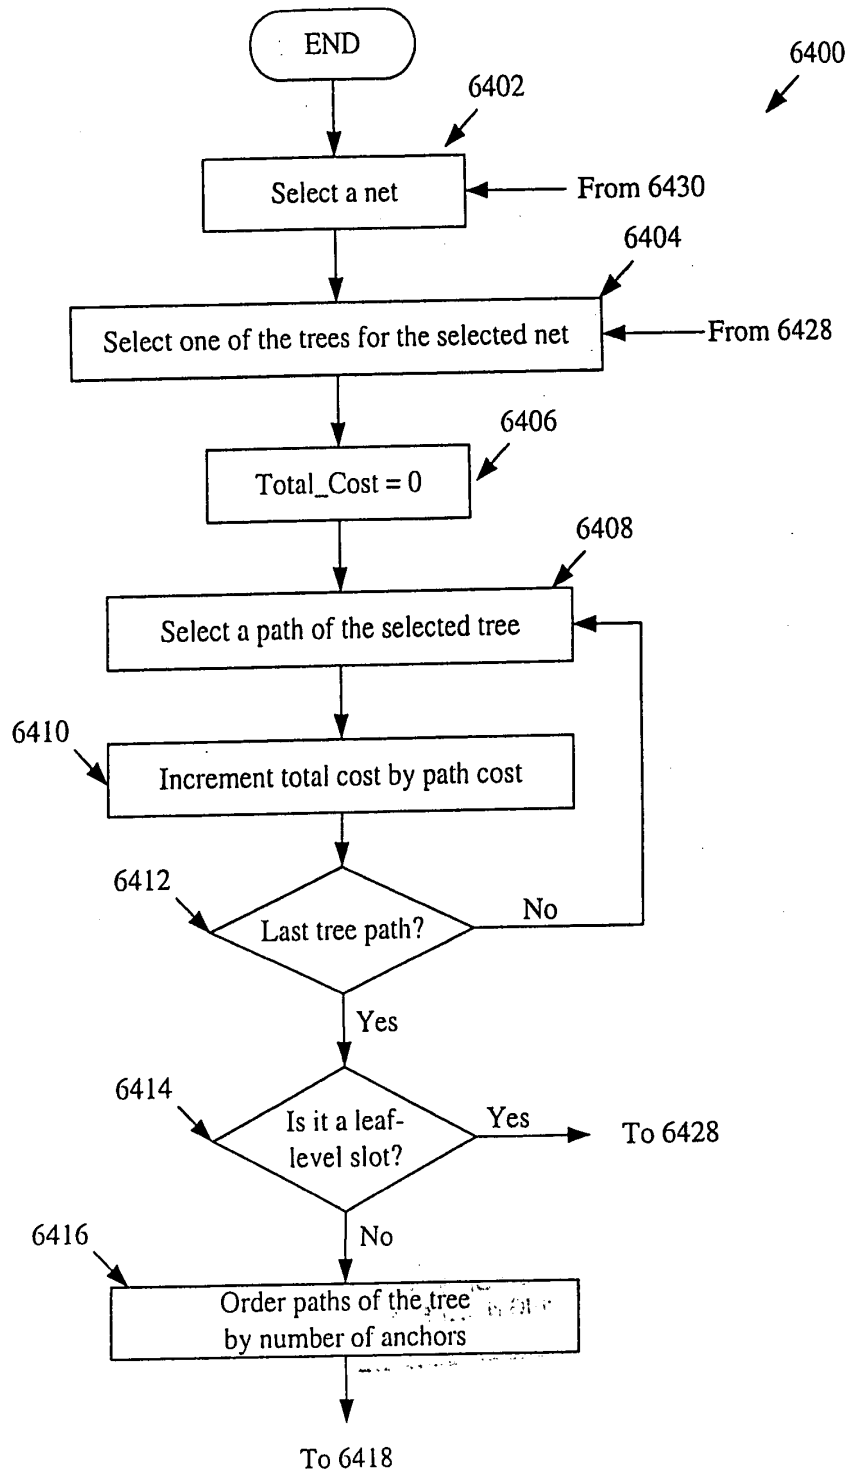 END
6400
6402
Select a net
From 6430
6404
Select one of the trees for the selected net
From 6428
6406
Total_Cost = 0
6408
Select a path of the selected tree
6410
Increment total cost by path cost
6412
Last tree path?
No
Yes
6414
Is it a leaf-
level slot?
Yes
To 6428
No
6416
Order paths of the tree
by number of anchors
To 6418